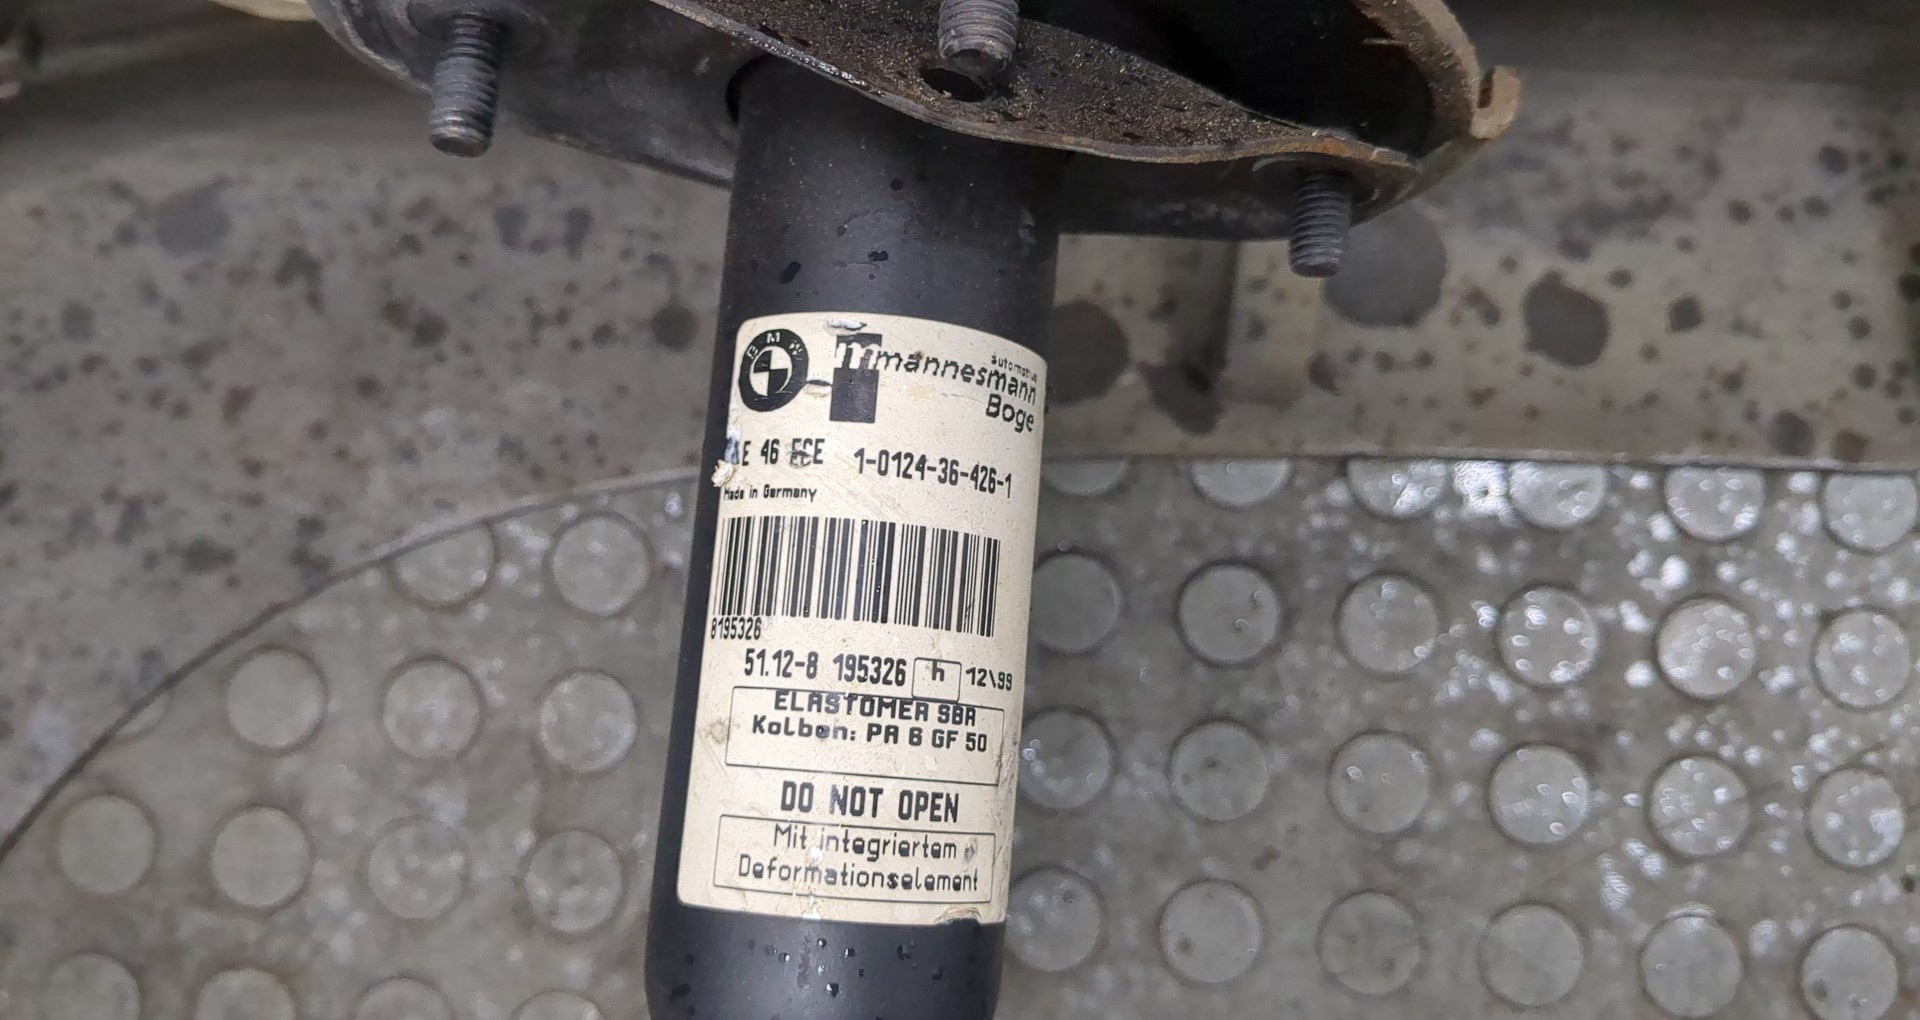 BMW
automotive
mannesmann
Boge
E 46 ECE 1-0124-36-426-1
Made in Germany
8195326
51.12-8 195326 h 12\99
ELASTOMER SBR
Kolben: PA 6 GF 50
DO NOT OPEN
Mit integriertem
Deformationselement